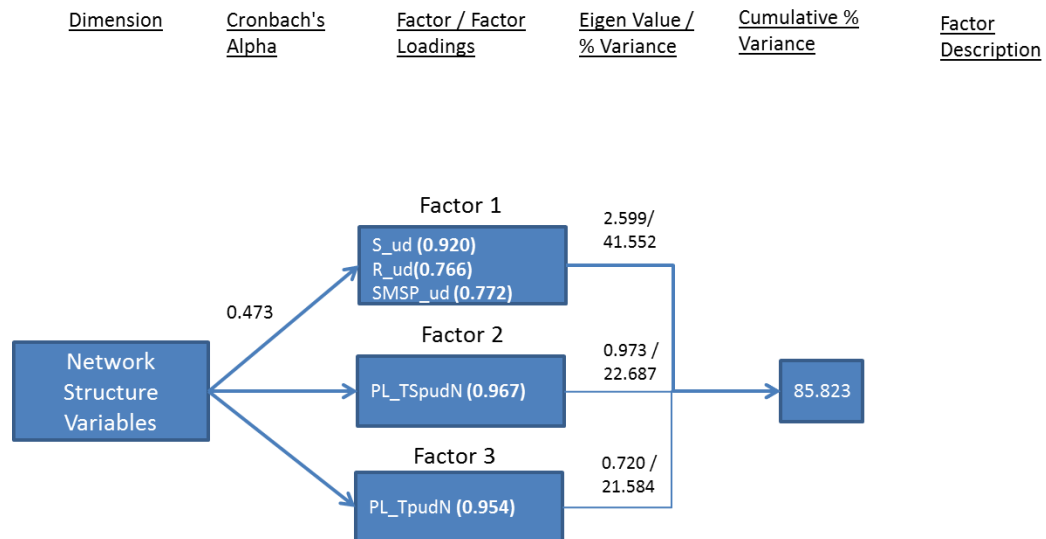 Dimension
Cronbach's
Alpha
Factor / Factor
Loadings
Eigen Value /
% Variance
Cumulative %
Variance
Factor
Description
Factor 1
S_ud (0.920)
R_ud(0.766)
SMSP_ud (0.772)
2.599/
41.552
0.473
Network
Structure
Variables
Factor 2
PL_TSpudN (0.967)
0.973 /
22.687
85.823
Factor 3
PL_TpudN (0.954)
0.720 /
21.584